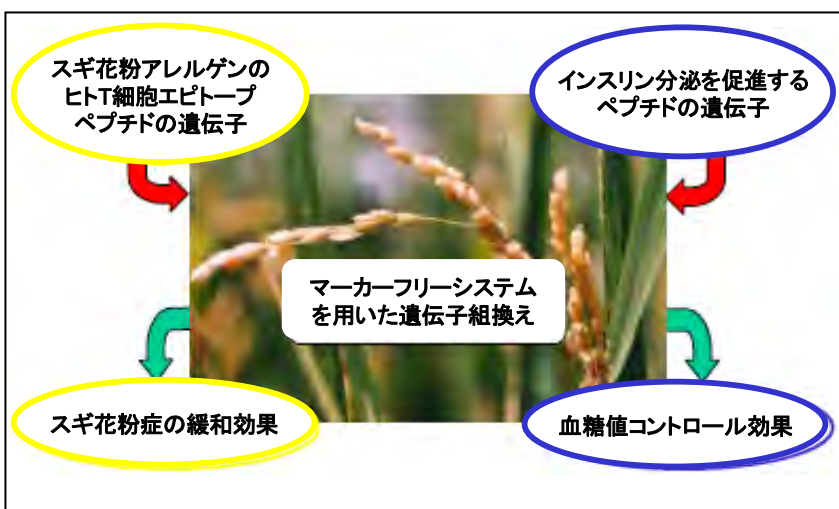 スギ花粉アレルゲンの
ヒトT細胞エピトープ
ペプチドの遺伝子
インスリン分泌を促進する
ペプチドの遺伝子
マーカーフリーシステム
を用いた遺伝子組換え
スギ花粉症の緩和効果
血糖値コントロール効果